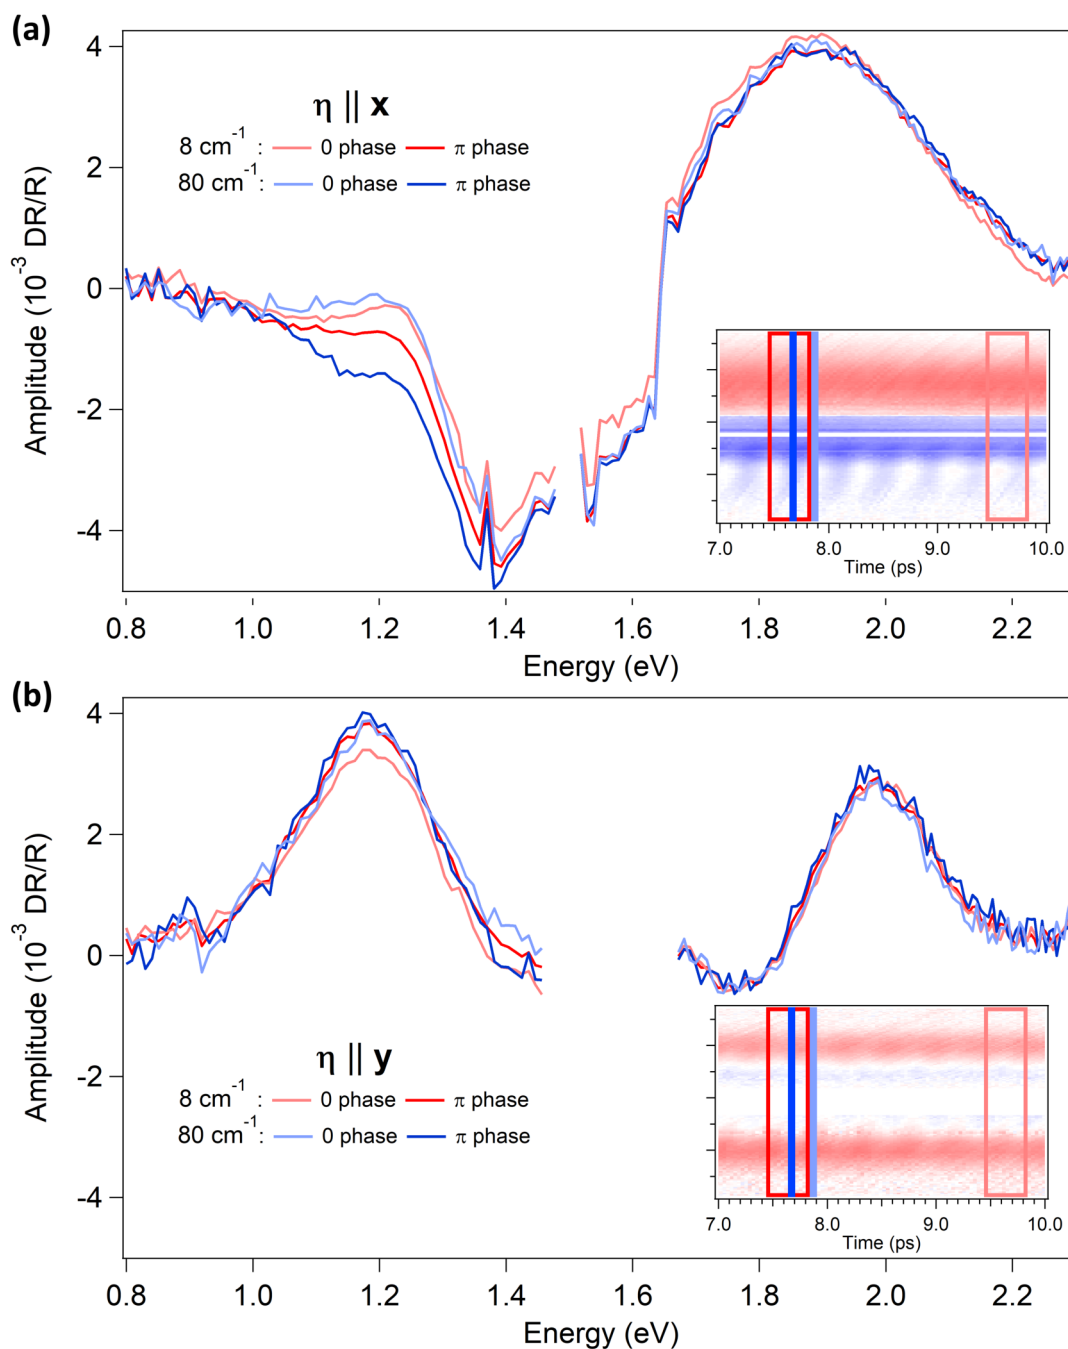 (a)
4
2
0
-2
-4
Amplitude (10⁻³ DR/R)
η || x
8 cm⁻¹ : 0 phase π phase
80 cm⁻¹ : 0 phase π phase
7.0 8.0 9.0 10.0
Time (ps)
0.8 1.0 1.2 1.4 1.6 1.8 2.0 2.2
Energy (eV)
(b)
4
2
0
-2
-4
Amplitude (10⁻³ DR/R)
η || y
8 cm⁻¹ : 0 phase π phase
80 cm⁻¹: 0 phase π phase
7.0 8.0 9.0 10.0
Time (ps)
0.8 1.0 1.2 1.4 1.6 1.8 2.0 2.2
Energy (eV)